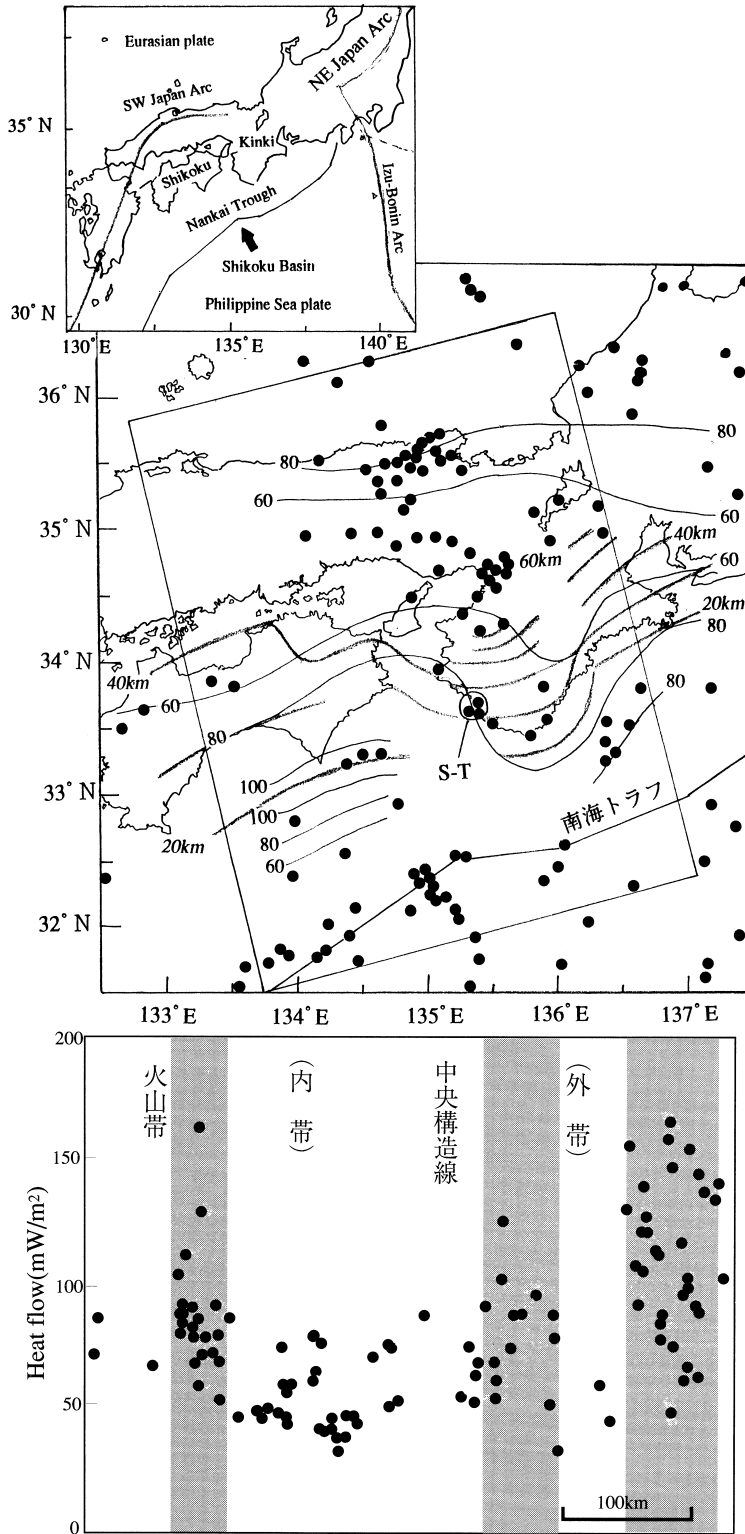 Eurasian plate
NE Japan Arc
SW Japan Arc
35° N
Kinki
Shikoku
Izu-Bonin Arc
Nankai Trough
Shikoku Basin
Philippine Sea plate
30° N
130° E
135° E
140° E
36° N
80
80
60
60
35° N
60km
40km
60
20km
80
34° N
40km
60
80
80
S-T
100
33° N
100
南海トラフ
80
20km
60
32° N
133° E
134° E
135° E
136° E
137° E
200
火山帯
(内帯)
中央構造線
(外帯)
150
Heat flow(mW/m²)
100
50
100km
0